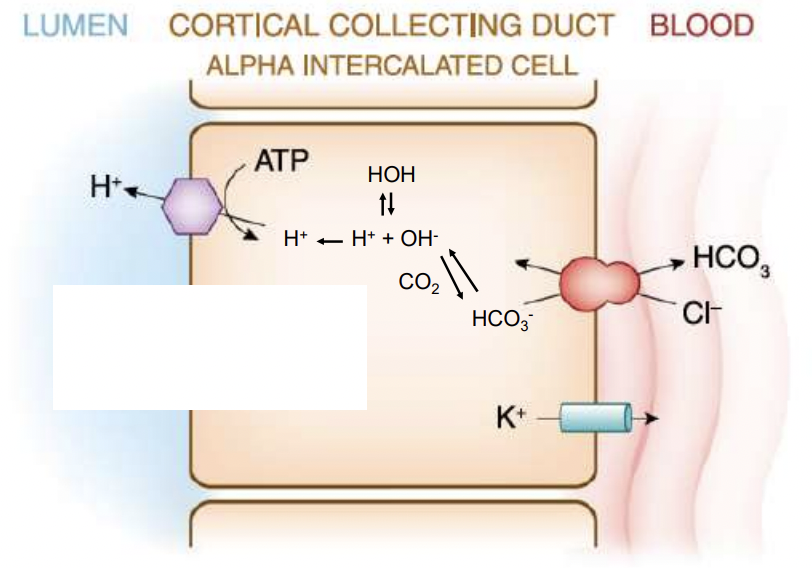 LUMEN CORTICAL COLLECTING DUCT BLOOD
ALPHA INTERCALATED CELL
ATP
HOH
H⁺
H⁺ H⁺ + OH⁻
HCO₃
CO₂
HCO₃⁻
Cl⁻
K⁺